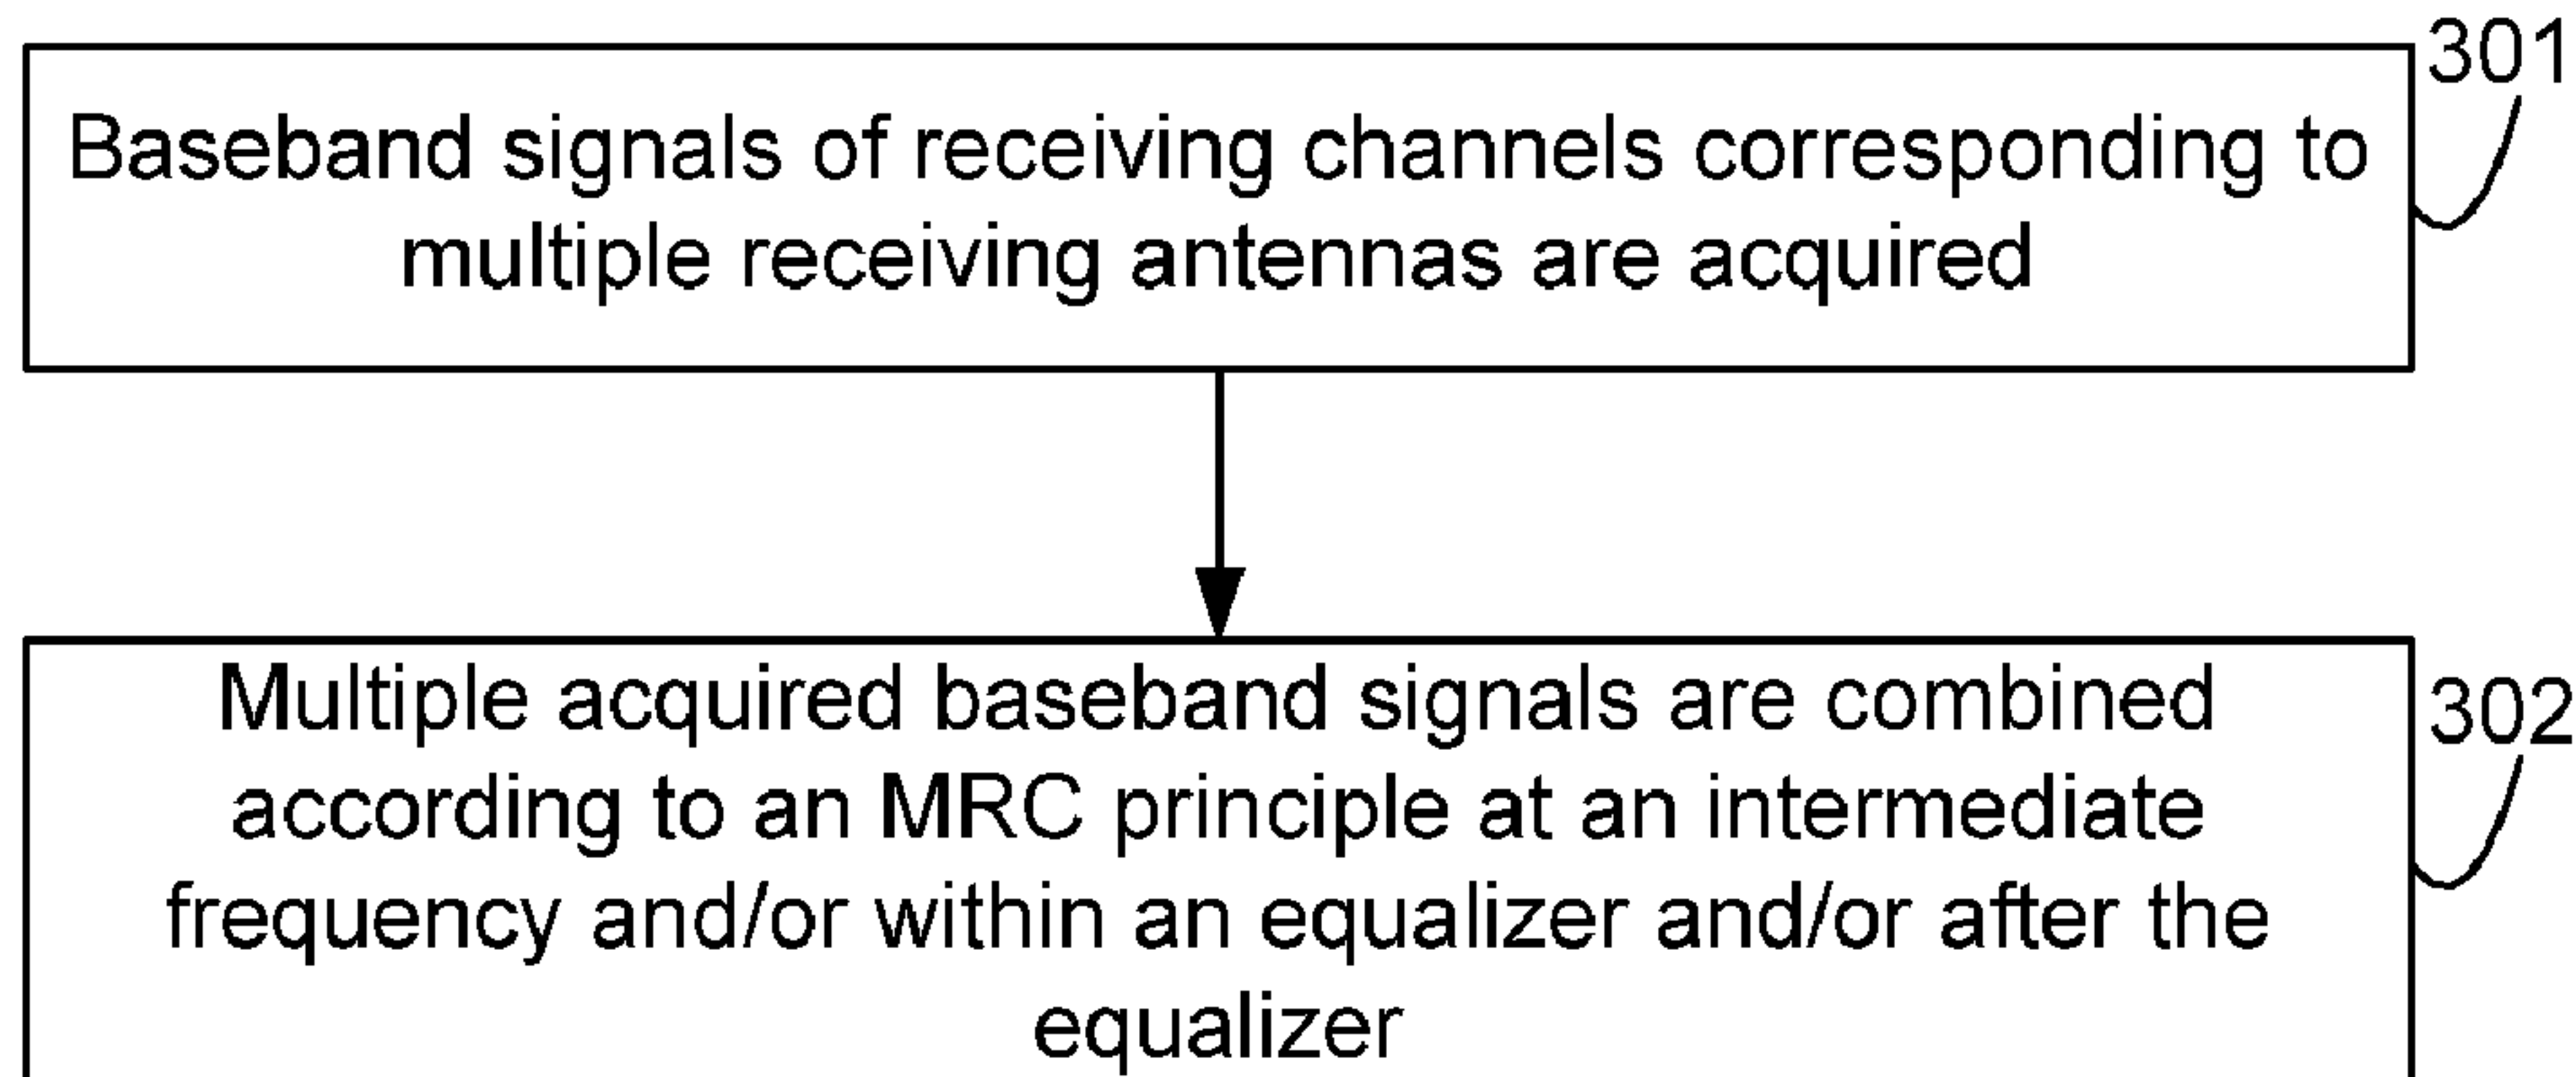 301
Baseband signals of receiving channels corresponding to
multiple receiving antennas are acquired
302
Multiple acquired baseband signals are combined
according to an MRC principle at an intermediate
frequency and/or within an equalizer and/or after the
equalizer